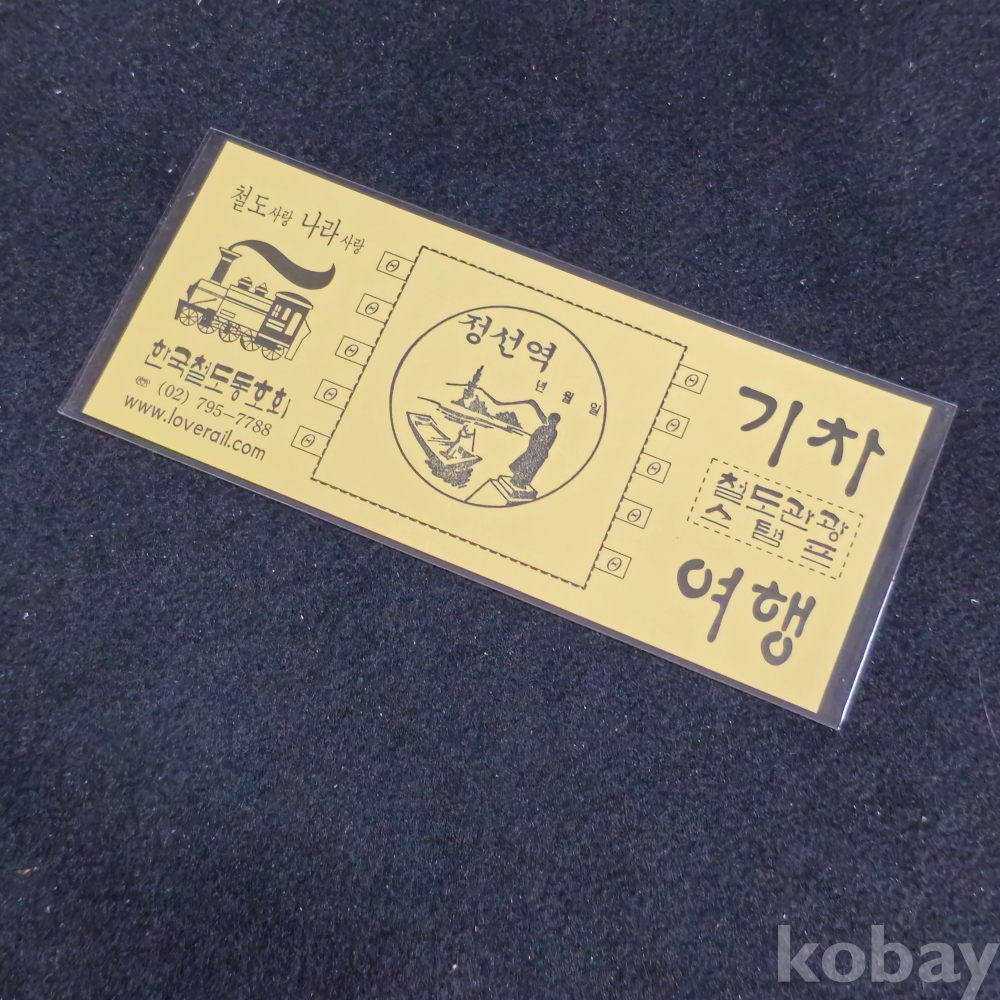 철도사랑 나라사랑
한국철도동호회
☎ (02) 795-7788
www.loverail.com
정선역
년 월 일
기차
철도관광
스탬프
여행
kobay